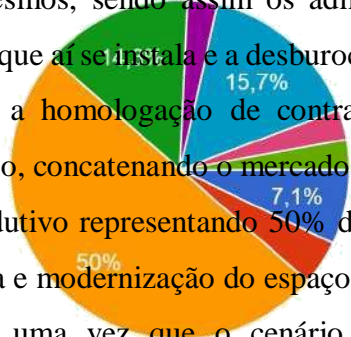 esmos, sendo assim os adm
que aí se instala e a desburoc
15,7%
a homologação de contra
o, concatenando o mercado
7,1%
dutivo representando 50% d
50%
a e modernização do espaço
uma vez que o cenário